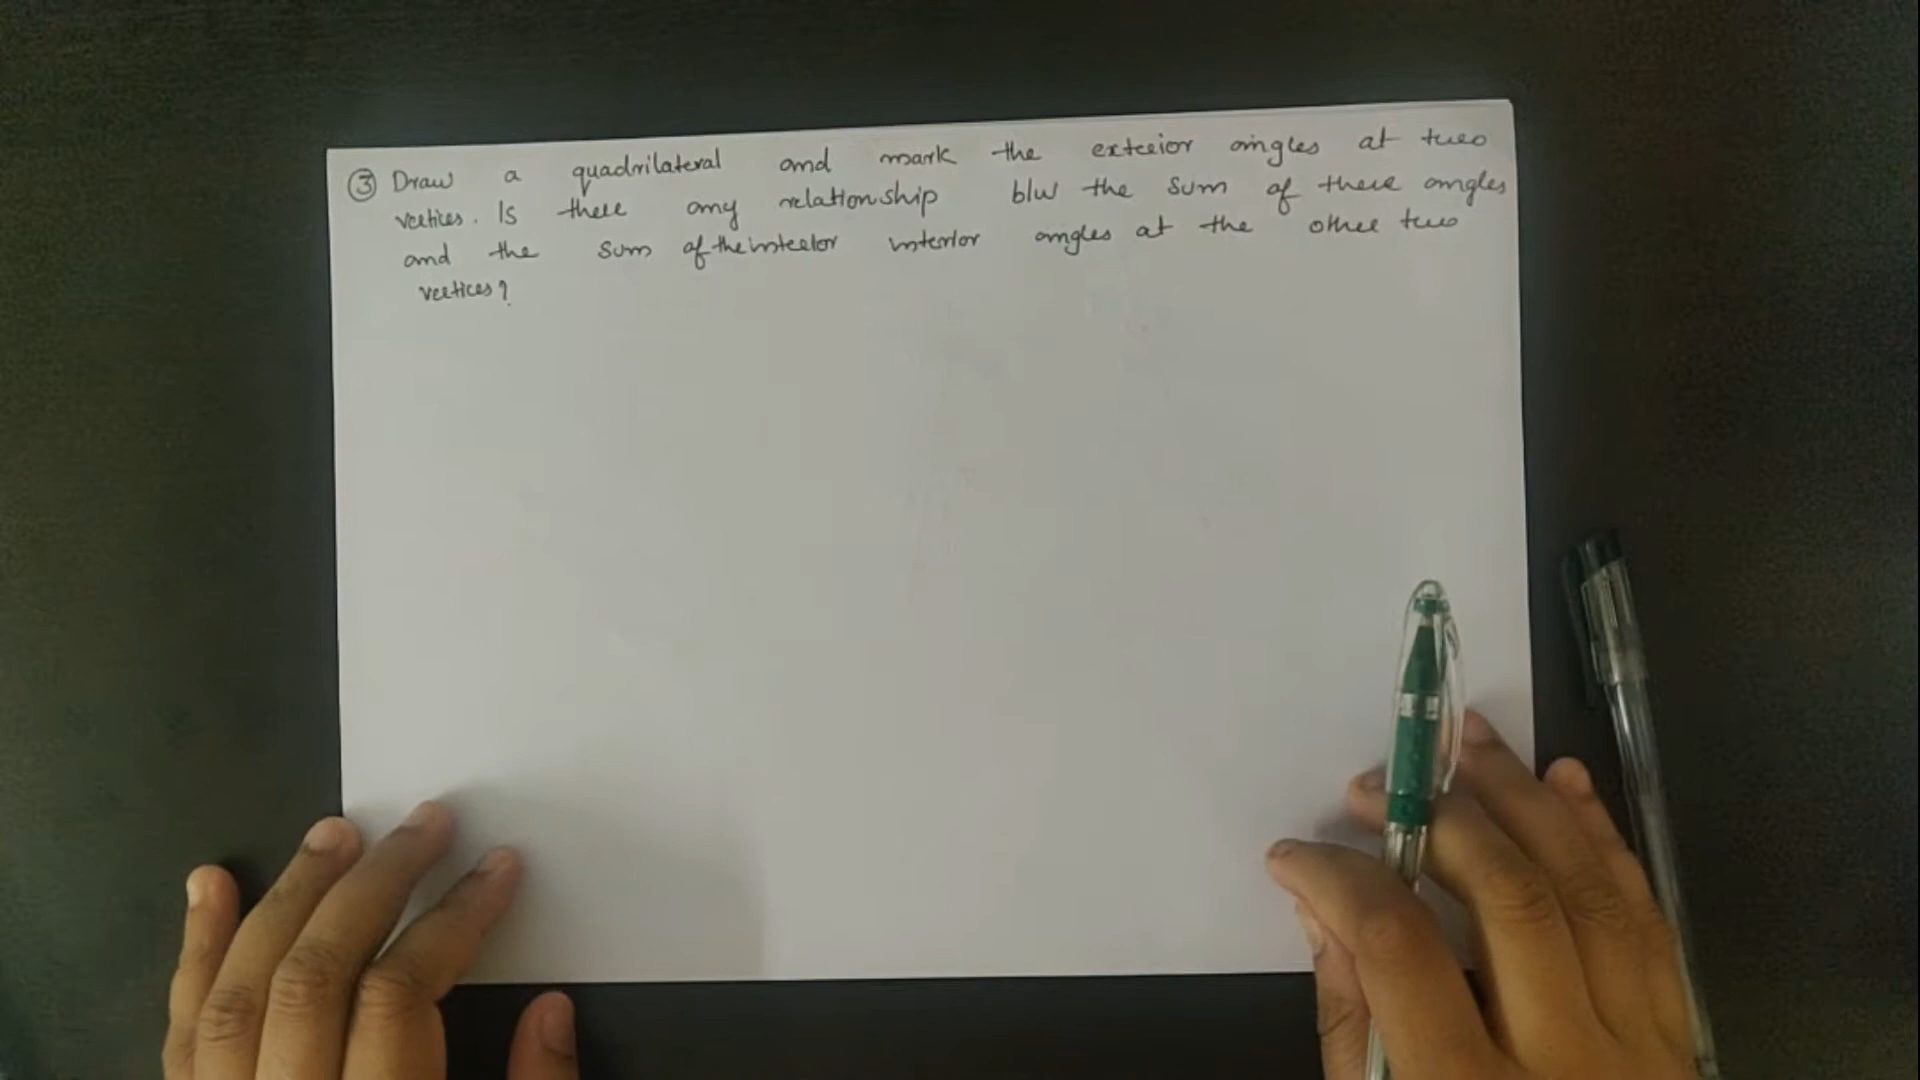 ③ Draw a quadrilateral and mark the exterior angles at two
vertices. Is there any relationship b/w the sum of these angles
and the sum of the interior interior angles at the other two
vertices?